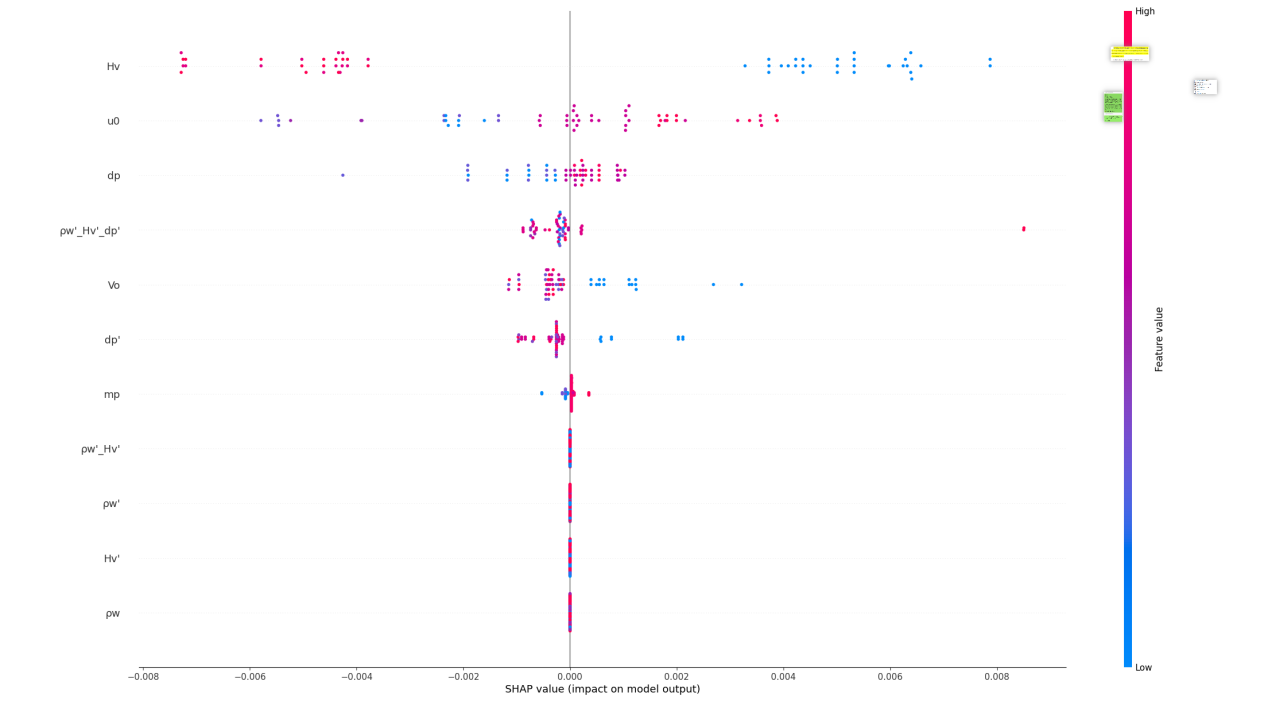 High
Hv
u0
dp
ρw'_Hv'_dp'
Vo
dp'
mp
ρw'_Hv'
ρw'
Hv'
ρw
Feature value
Low
−0.008 −0.006 −0.004 −0.002 0.000 0.002 0.004 0.006 0.008
SHAP value (impact on model output)